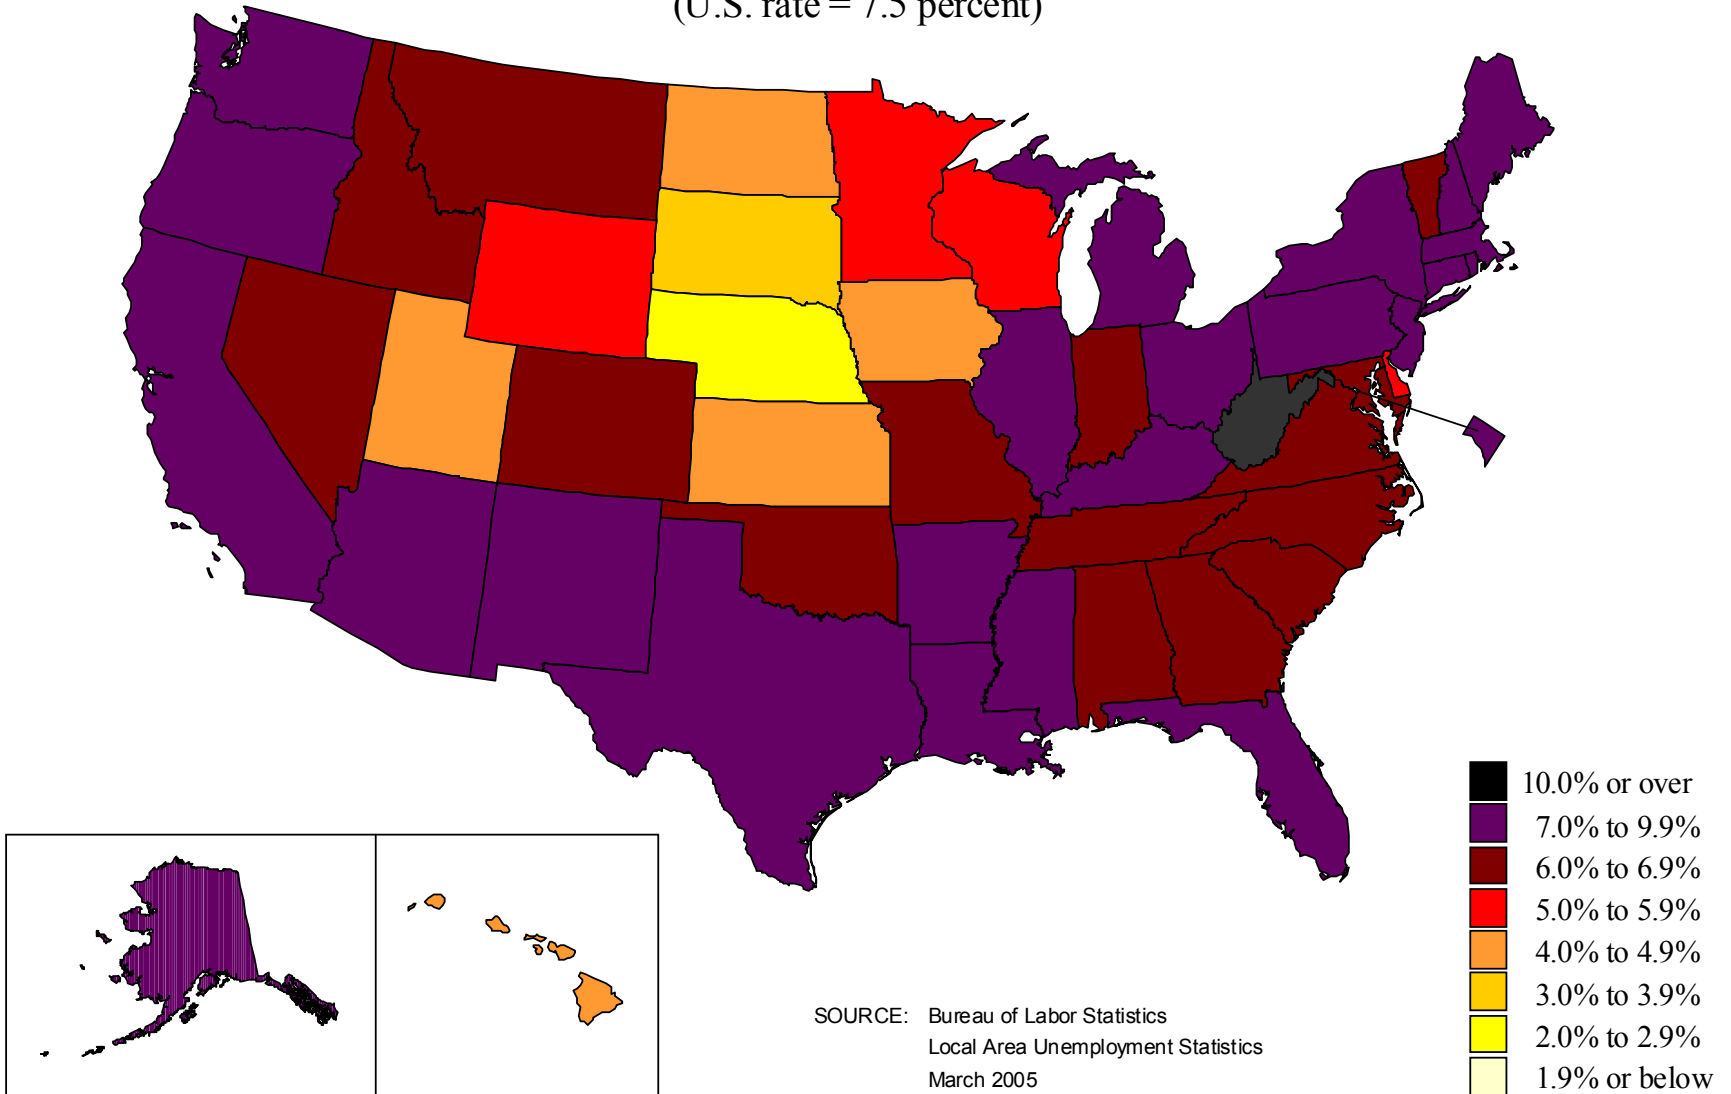 (U.S. rate = 7.5 percent)
10.0% or over
7.0% to 9.9%
6.0% to 6.9%
5.0% to 5.9%
4.0% to 4.9%
3.0% to 3.9%
2.0% to 2.9%
1.9% or below
SOURCE: Bureau of Labor Statistics
Local Area Unemployment Statistics
March 2005